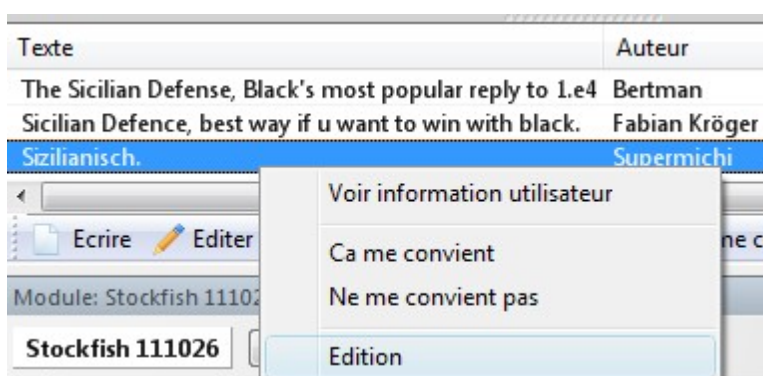 Texte Auteur
The Sicilian Defense, Black's most popular reply to 1.e4 Bertman
Sicilian Defence, best way if u want to win with black. Fabian Kröger
Sizilianisch. Supermichi
Voir information utilisateur
Ecrire Editer
Ca me convient
Module: Stockfish
Ne me convient pas
Stockfish 111026
Edition